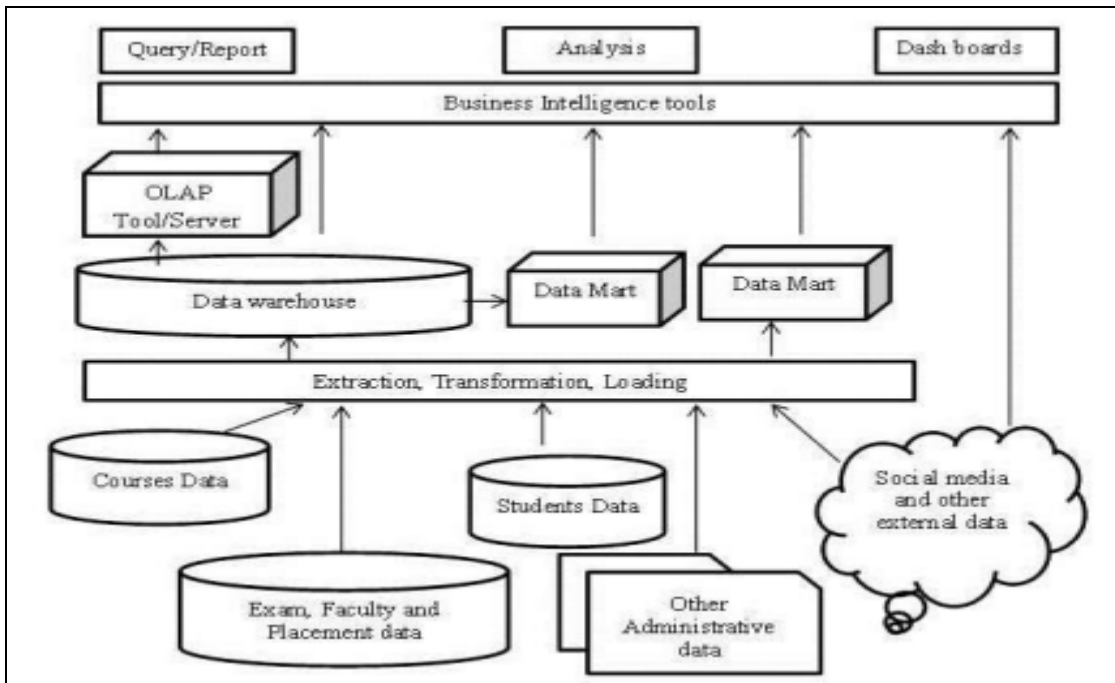 Query/Report
Analysis
Dash boards
Business Intelligence tools
OLAP
Tool/Server
Data warehouse
Data Mart
Data Mart
Extraction, Transformation, Loading
Courses Data
Students Data
Social media
and other
external data
Exam, Faculty and
Placement data
Other
Administrative
data